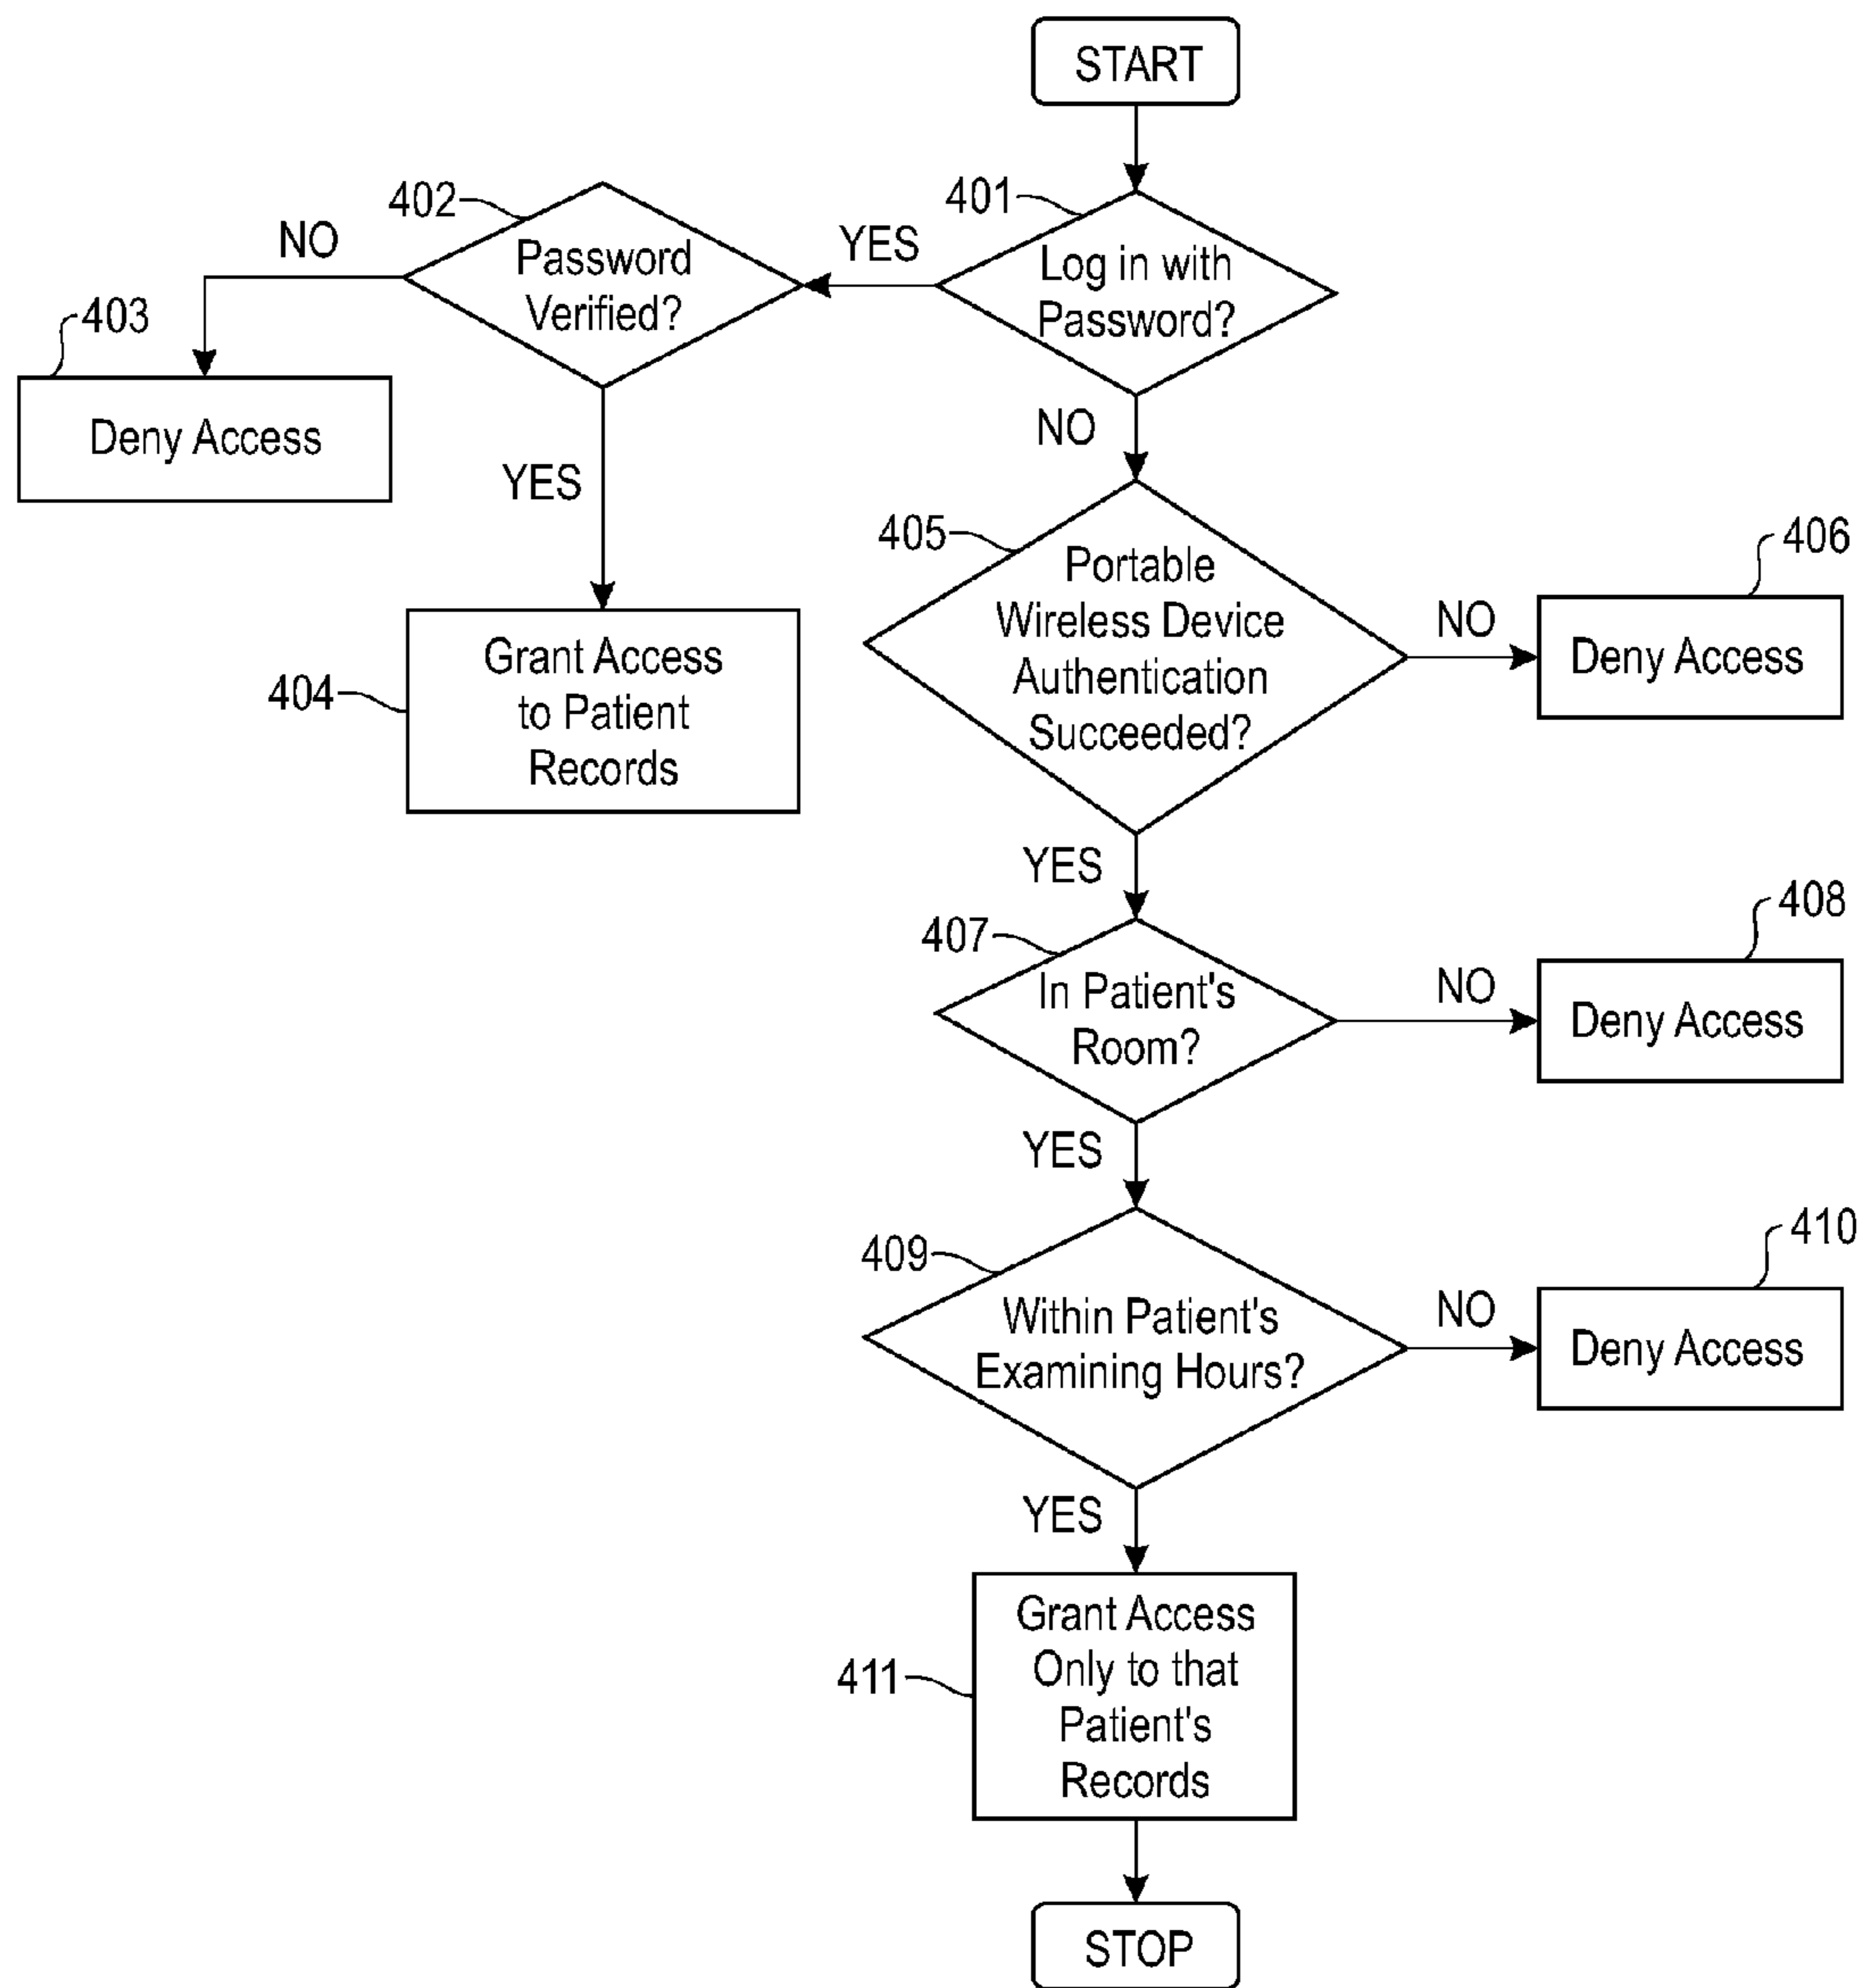 START
401
Log in with
Password?
YES
402
Password
Verified?
NO
403
Deny Access
YES
404
Grant Access
to Patient
Records
NO
405
Portable
Wireless Device
Authentication
Succeeded?
NO
406
Deny Access
YES
407
In Patient's
Room?
NO
408
Deny Access
YES
409
Within Patient's
Examining Hours?
NO
410
Deny Access
YES
411
Grant Access
Only to that
Patient's
Records
STOP